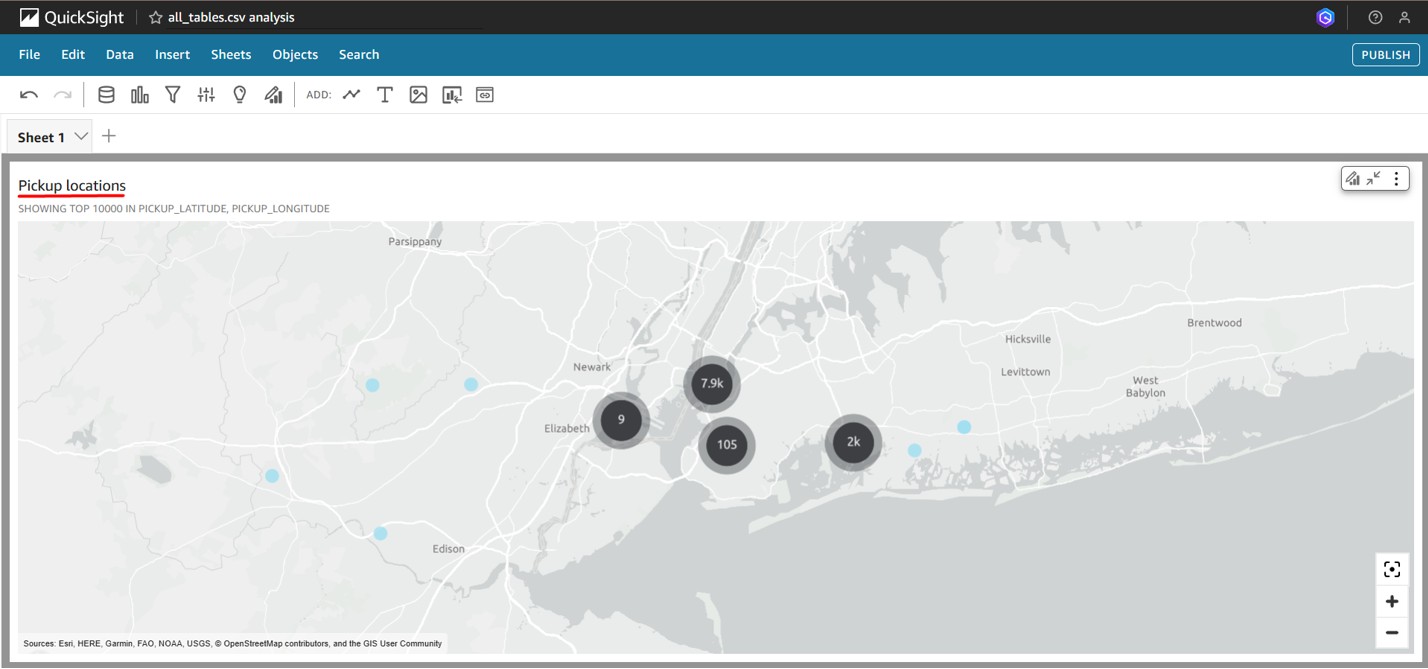 QuickSight all_tables.csv analysis
File Edit Data Insert Sheets Objects Search PUBLISH
ADD:
Sheet 1
Pickup locations
SHOWING TOP 10000 IN PICKUP_LATITUDE, PICKUP_LONGITUDE
Parsippany
Brentwood
Hicksville
Newark
Levittown
West
Babylon
7.9k
9
Elizabeth
105
2k
Edison
Sources: Esri, HERE, Garmin, FAO, NOAA, USGS, © OpenStreetMap contributors, and the GIS User Community